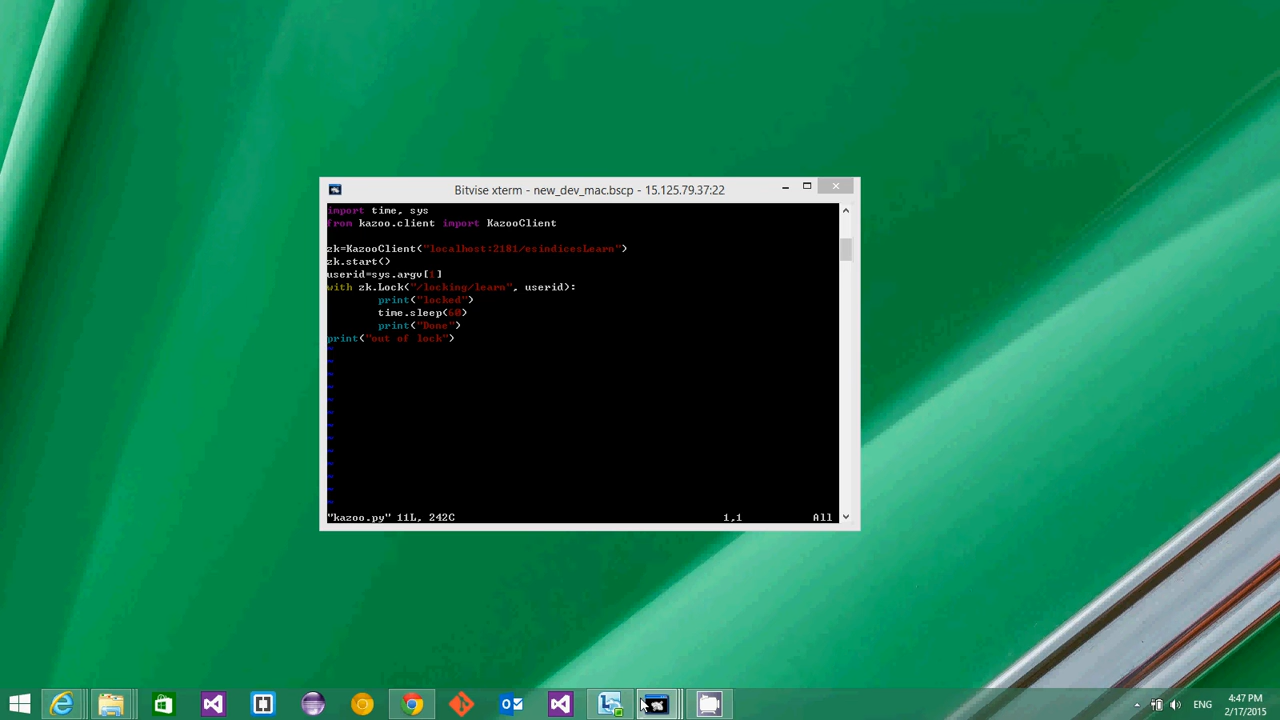 Bitvise xterm - new_dev_mac.bscp - 15.125.79.37:22
import time, sys
from kazoo.client import KazooClient
zk=KazooClient("localhost:2181/esindicesLearn")
zk.start()
userid=sys.argv[1]
with zk.Lock("/locking/learn", userid):
print("locked")
time.sleep(60)
print("Done")
print("out of lock")
~
~
~
~
~
~
~
~
~
~
~
~
~
"kazoo.py" 11L, 242C 1,1 All
ENG
4:47 PM
2/17/2015